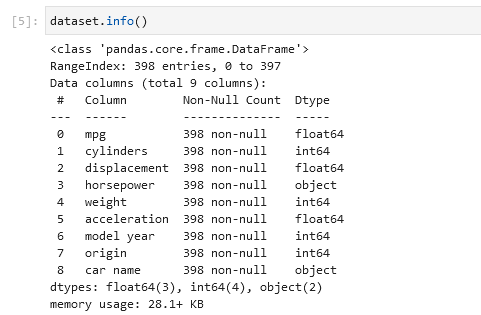 [5]: dataset.info()
<class 'pandas.core.frame.DataFrame'>
RangeIndex: 398 entries, 0 to 397
Data columns (total 9 columns):
 #   Column        Non-Null Count  Dtype
---  ------        --------------  -----
 0   mpg           398 non-null    float64
 1   cylinders     398 non-null    int64
 2   displacement  398 non-null    float64
 3   horsepower    398 non-null    object
 4   weight        398 non-null    int64
 5   acceleration  398 non-null    float64
 6   model year    398 non-null    int64
 7   origin        398 non-null    int64
 8   car name      398 non-null    object
dtypes: float64(3), int64(4), object(2)
memory usage: 28.1+ KB